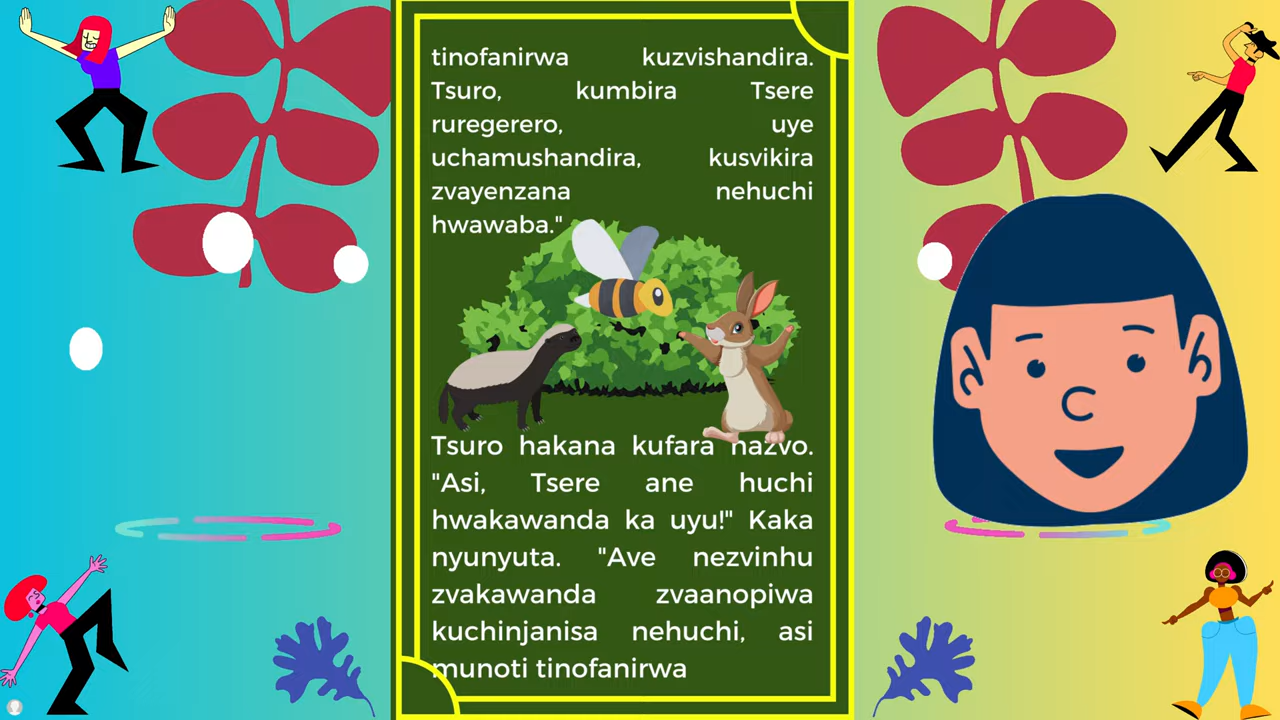 tinofanirwa kuzvishandira.
Tsuro, kumbira Tsere
ruregerero, uye
uchamushandira, kusvikira
zvayenzana nehuchi
hwawaba."
Tsuro hakana kufara nazvo.
"Asi, Tsere ane huchi
hwakawanda ka uyu!" Kaka
nyunyuta. "Ave nezvinhu
zvakawanda zvaanopiwa
kuchinjanisa nehuchi, asi
munoti tinofanirwa